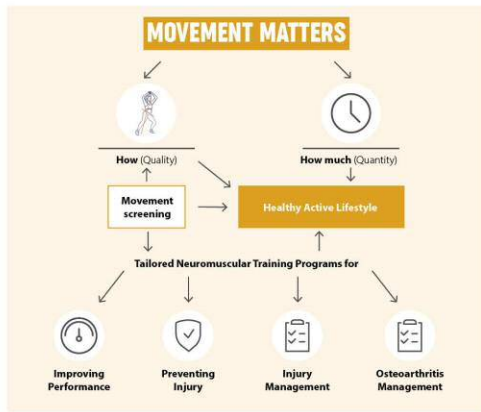 MOVEMENT MATTERS
How (Quality)
How much (Quantity)
Movement
screening
Healthy Active Lifestyle
Tailored Neuromuscular Training Programs for
Improving
Performance
Preventing
Injury
Injury
Management
Osteoarthritis
Management